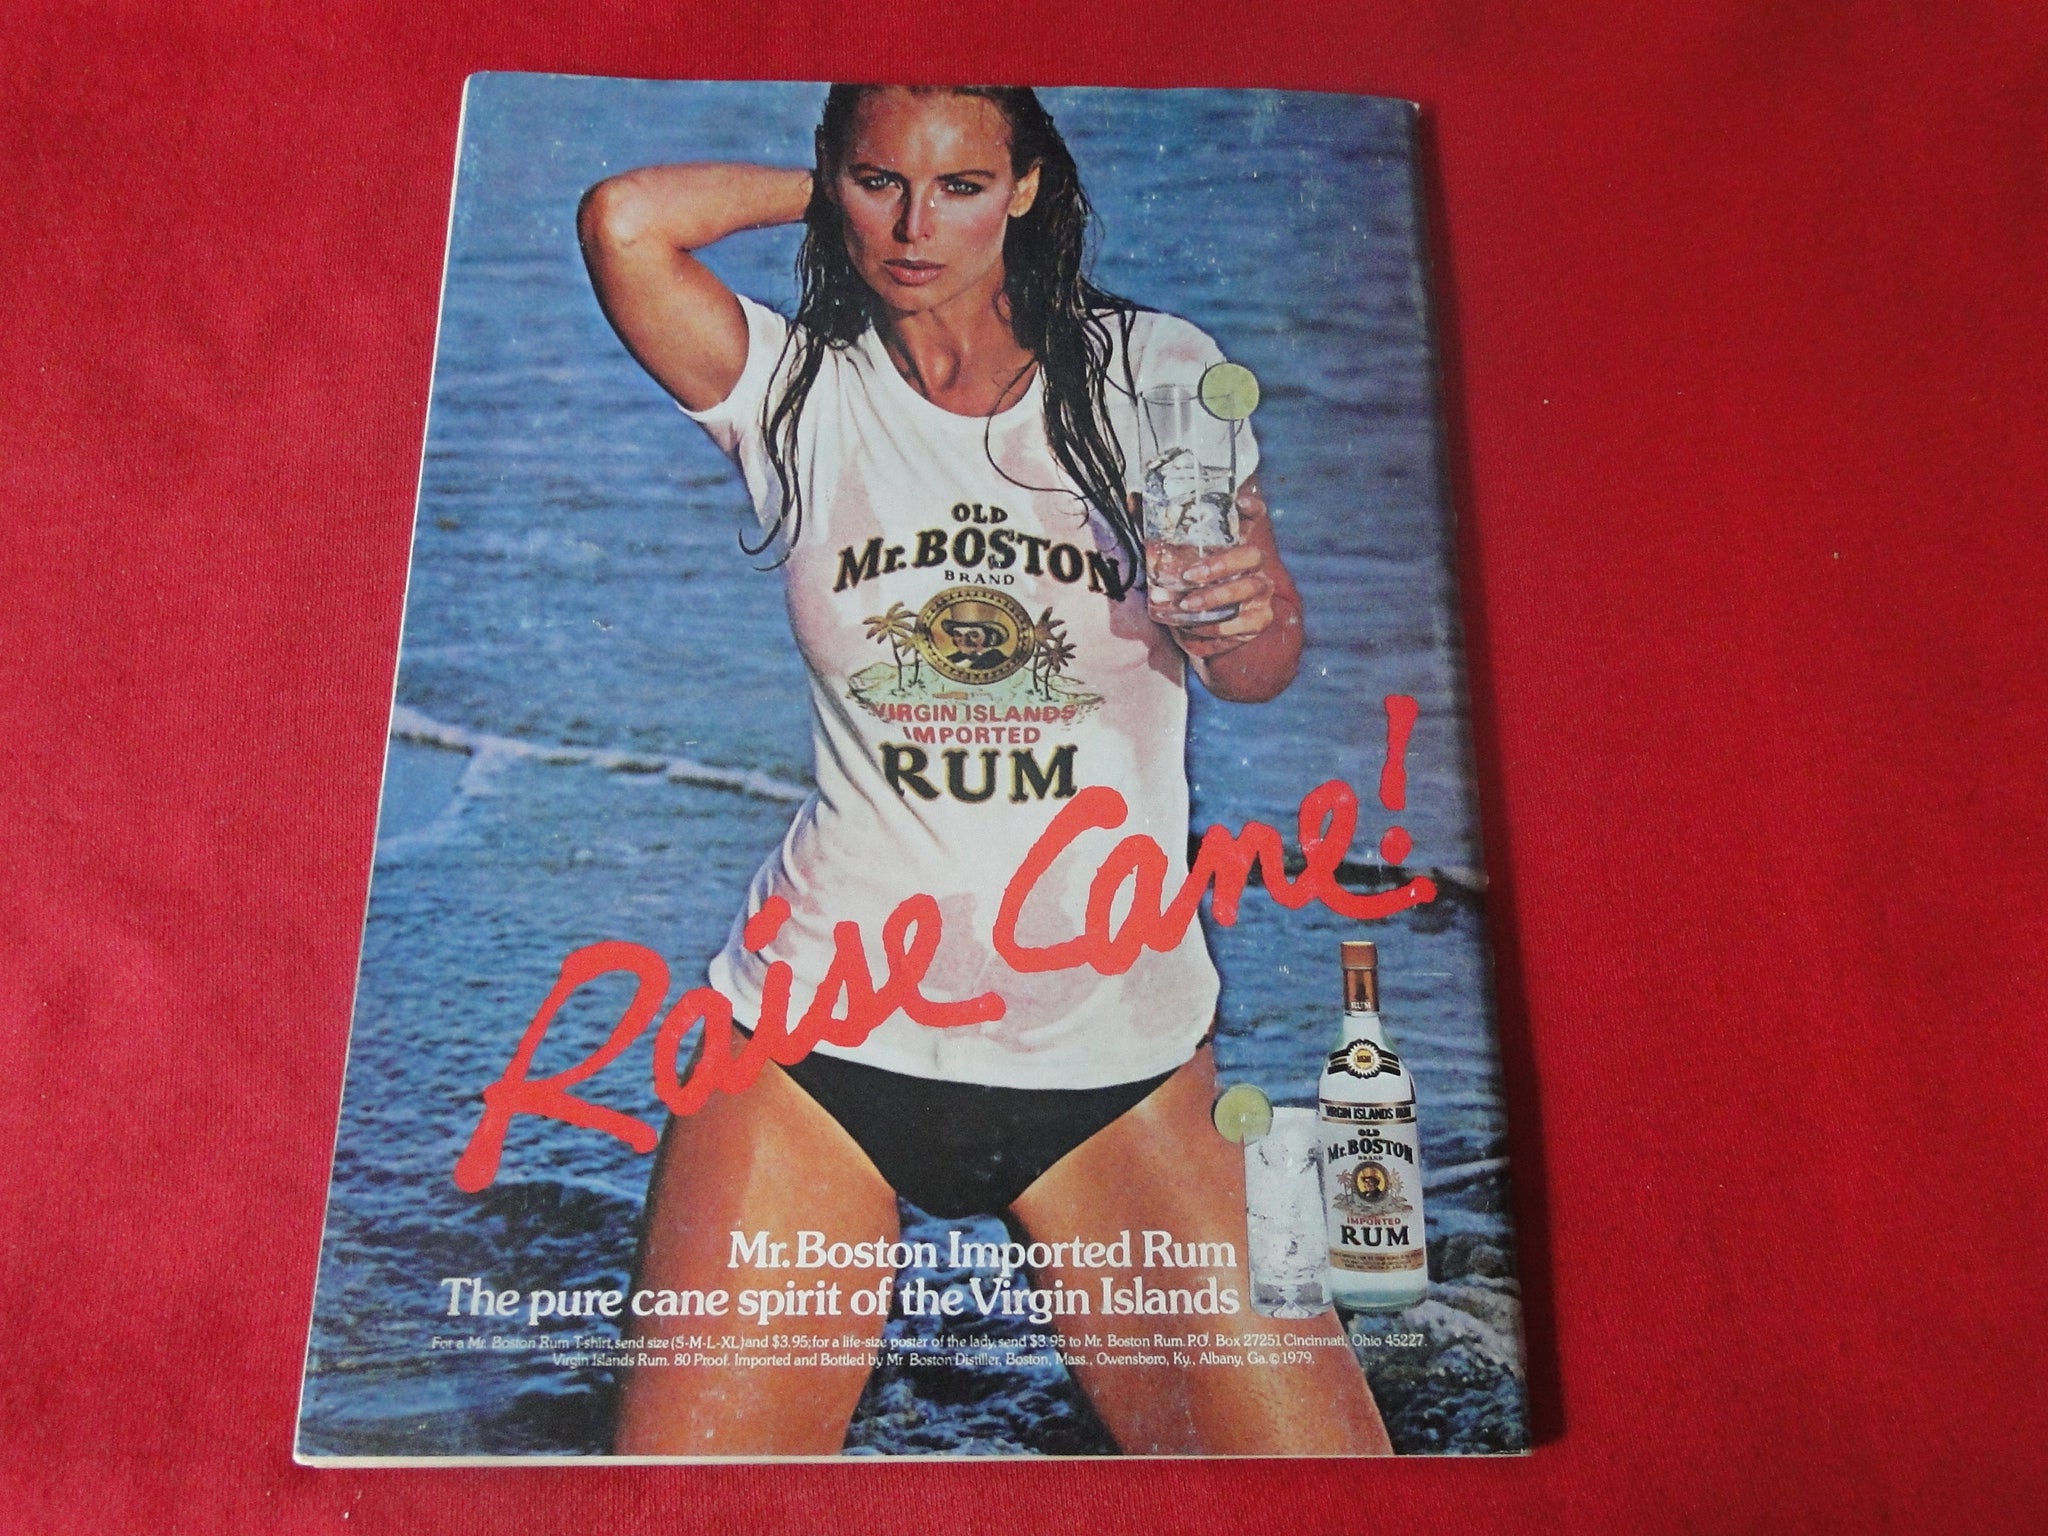 OLD
Mr. BOSTON
BRAND
VIRGIN ISLANDS
IMPORTED
RUM
Raise Cane!
RUM
VIRGIN ISLANDS RUM
OLD
Mr. BOSTON
BRAND
IMPORTED
RUM
Mr. Boston Imported Rum
The pure cane spirit of the Virgin Islands
For a Mr. Boston Rum T-shirt, send size (S-M-L-XL) and $3.95; for a life-size poster of the lady, send $3.95 to Mr. Boston Rum. P.O. Box 27251 Cincinnati, Ohio 45227.
Virgin Islands Rum. 80 Proof. Imported and Bottled by Mr Boston Distiller, Boston, Mass., Owensboro, Ky., Albany, Ga. © 1979.